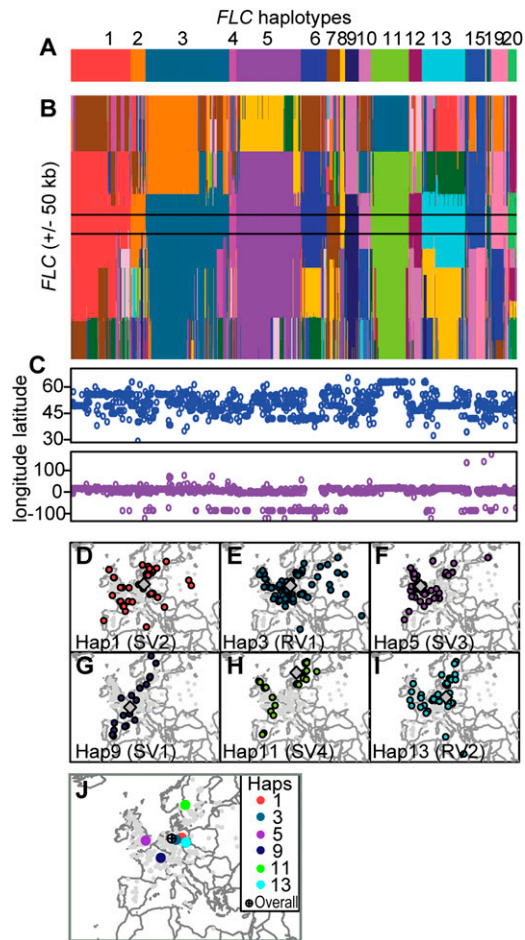 FLC haplotypes
1 2 3 4 5 6 7 8 9 10 11 12 13 15 19 20
A
B
FLC (+/- 50 kb)
C
60
45
30
latitude
100
0
-100
longitude
D
Hap1 (SV2)
E
Hap3 (RV1)
F
Hap5 (SV3)
G
Hap9 (SV1)
H
Hap11 (SV4)
I
Hap13 (RV2)
J
Haps
1
3
5
9
11
13
Overall